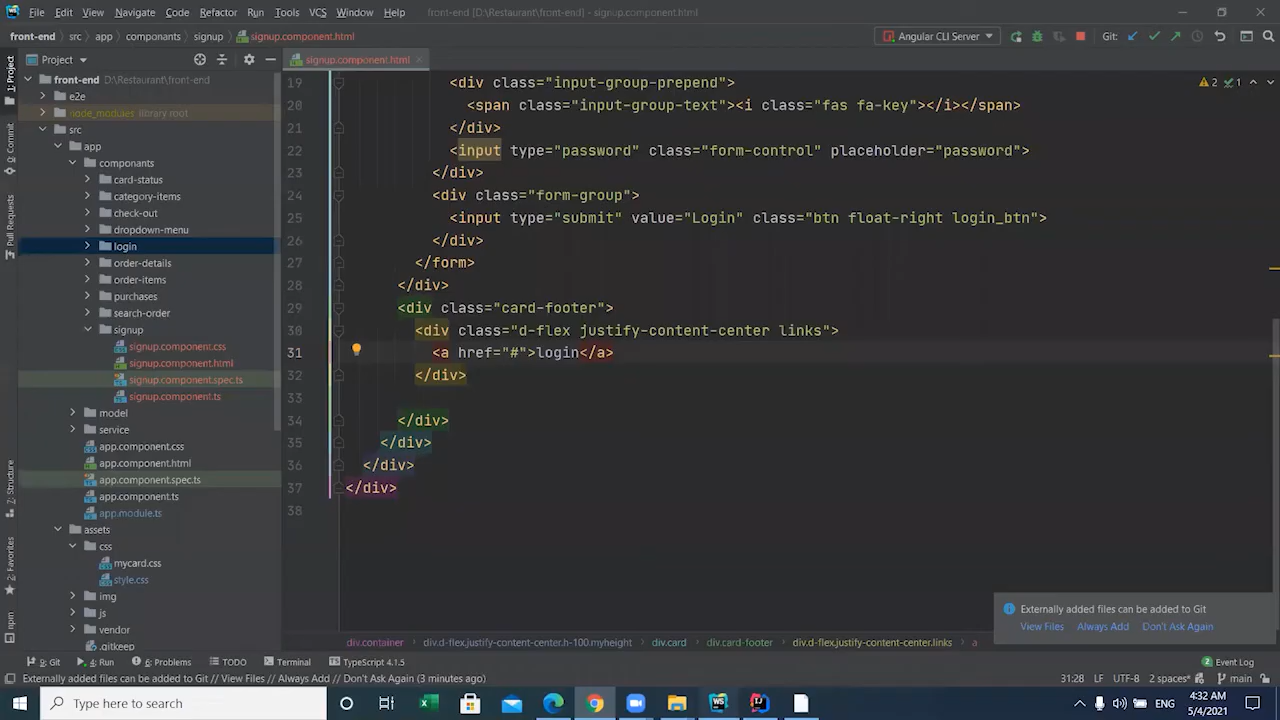 File Edit View Navigate Code Refactor Run Tools VCS Window Help front-end [D:\Restaurant\front-end] - signup.component.html
front-end src app componants signup signup.component.html Angular CLI Server Git:
Project signup.component.html
front-end D:\Restaurant\front-end
e2e
node_modules library root
src
app
componants
card-status
category-items
check-out
dropdown-menu
login
order-details
order-items
purchases
search-order
signup
signup.component.css
signup.component.html
signup.component.spec.ts
signup.component.ts
model
service
app.component.css
app.component.html
app.component.spec.ts
app.component.ts
app.module.ts
assets
css
mycard.css
style.css
img
js
vendor
.gitkeep
1: Project
0: Commit
Pull Requests
7: Structure
2: Favorites
npm
2 1
19 <div class="input-group-prepend">
20 <span class="input-group-text"><i class="fas fa-key"></i></span>
21 </div>
22 <input type="password" class="form-control" placeholder="password">
23 </div>
24 <div class="form-group">
25 <input type="submit" value="Login" class="btn float-right login_btn">
26 </div>
27 </form>
28 </div>
29 <div class="card-footer">
30 <div class="d-flex justify-content-center links">
31 <a href="#">login</a>
32 </div>
33
34 </div>
35 </div>
36 </div>
37 </div>
38
Externally added files can be added to Git
View Files Always Add Don't Ask Again
div.container div.d-flex.justify-content-center.h-100.myheight div.card div.card-footer div.d-flex.justify-content-center.links a
9: Git 4: Run 6: Problems TODO Terminal TypeScript 4.1.5 2 Event Log
Externally added files can be added to Git // View Files // Always Add // Don't Ask Again (3 minutes ago) 31:28 LF UTF-8 2 spaces* main
Type here to search ENG 4:32 AM
5/4/2021